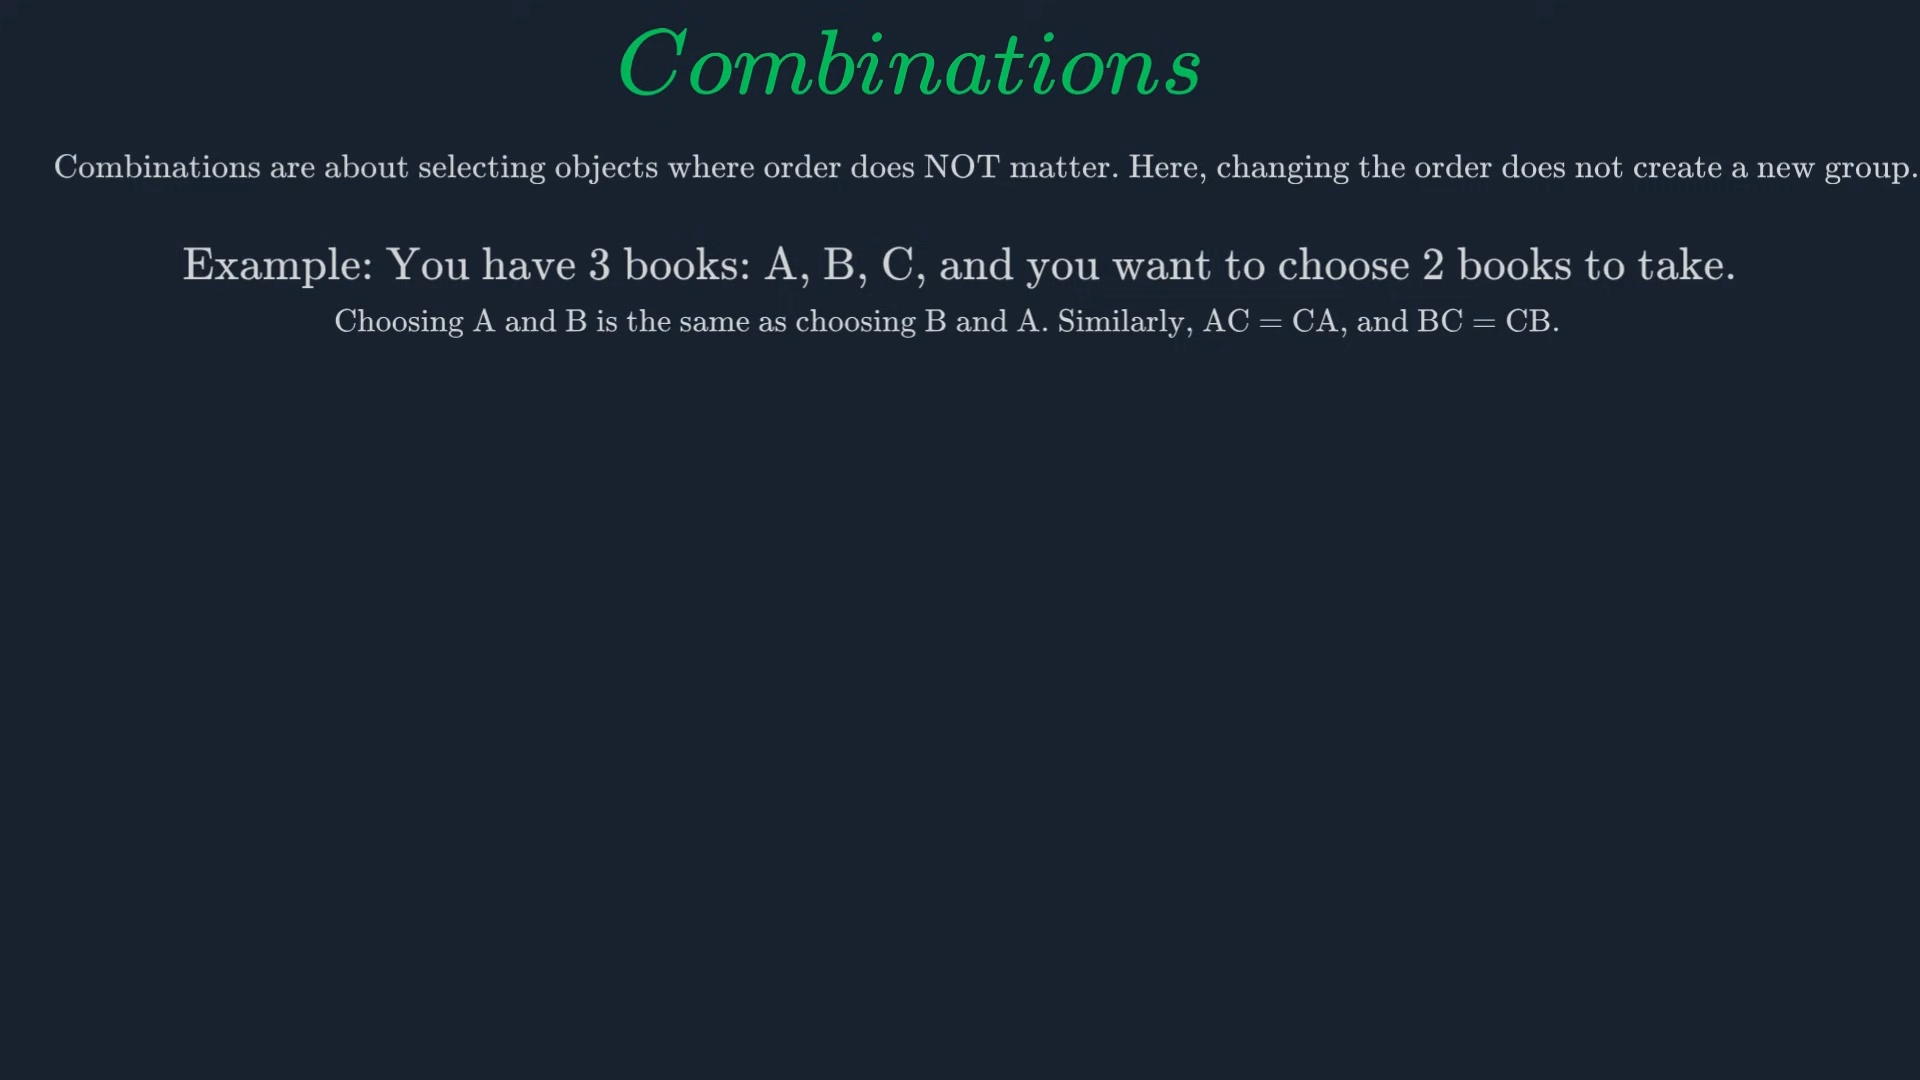 Combinations
Combinations are about selecting objects where order does NOT matter. Here, changing the order does not create a new group.
Example: You have 3 books: A, B, C, and you want to choose 2 books to take.
Choosing A and B is the same as choosing B and A. Similarly, AC = CA, and BC = CB.